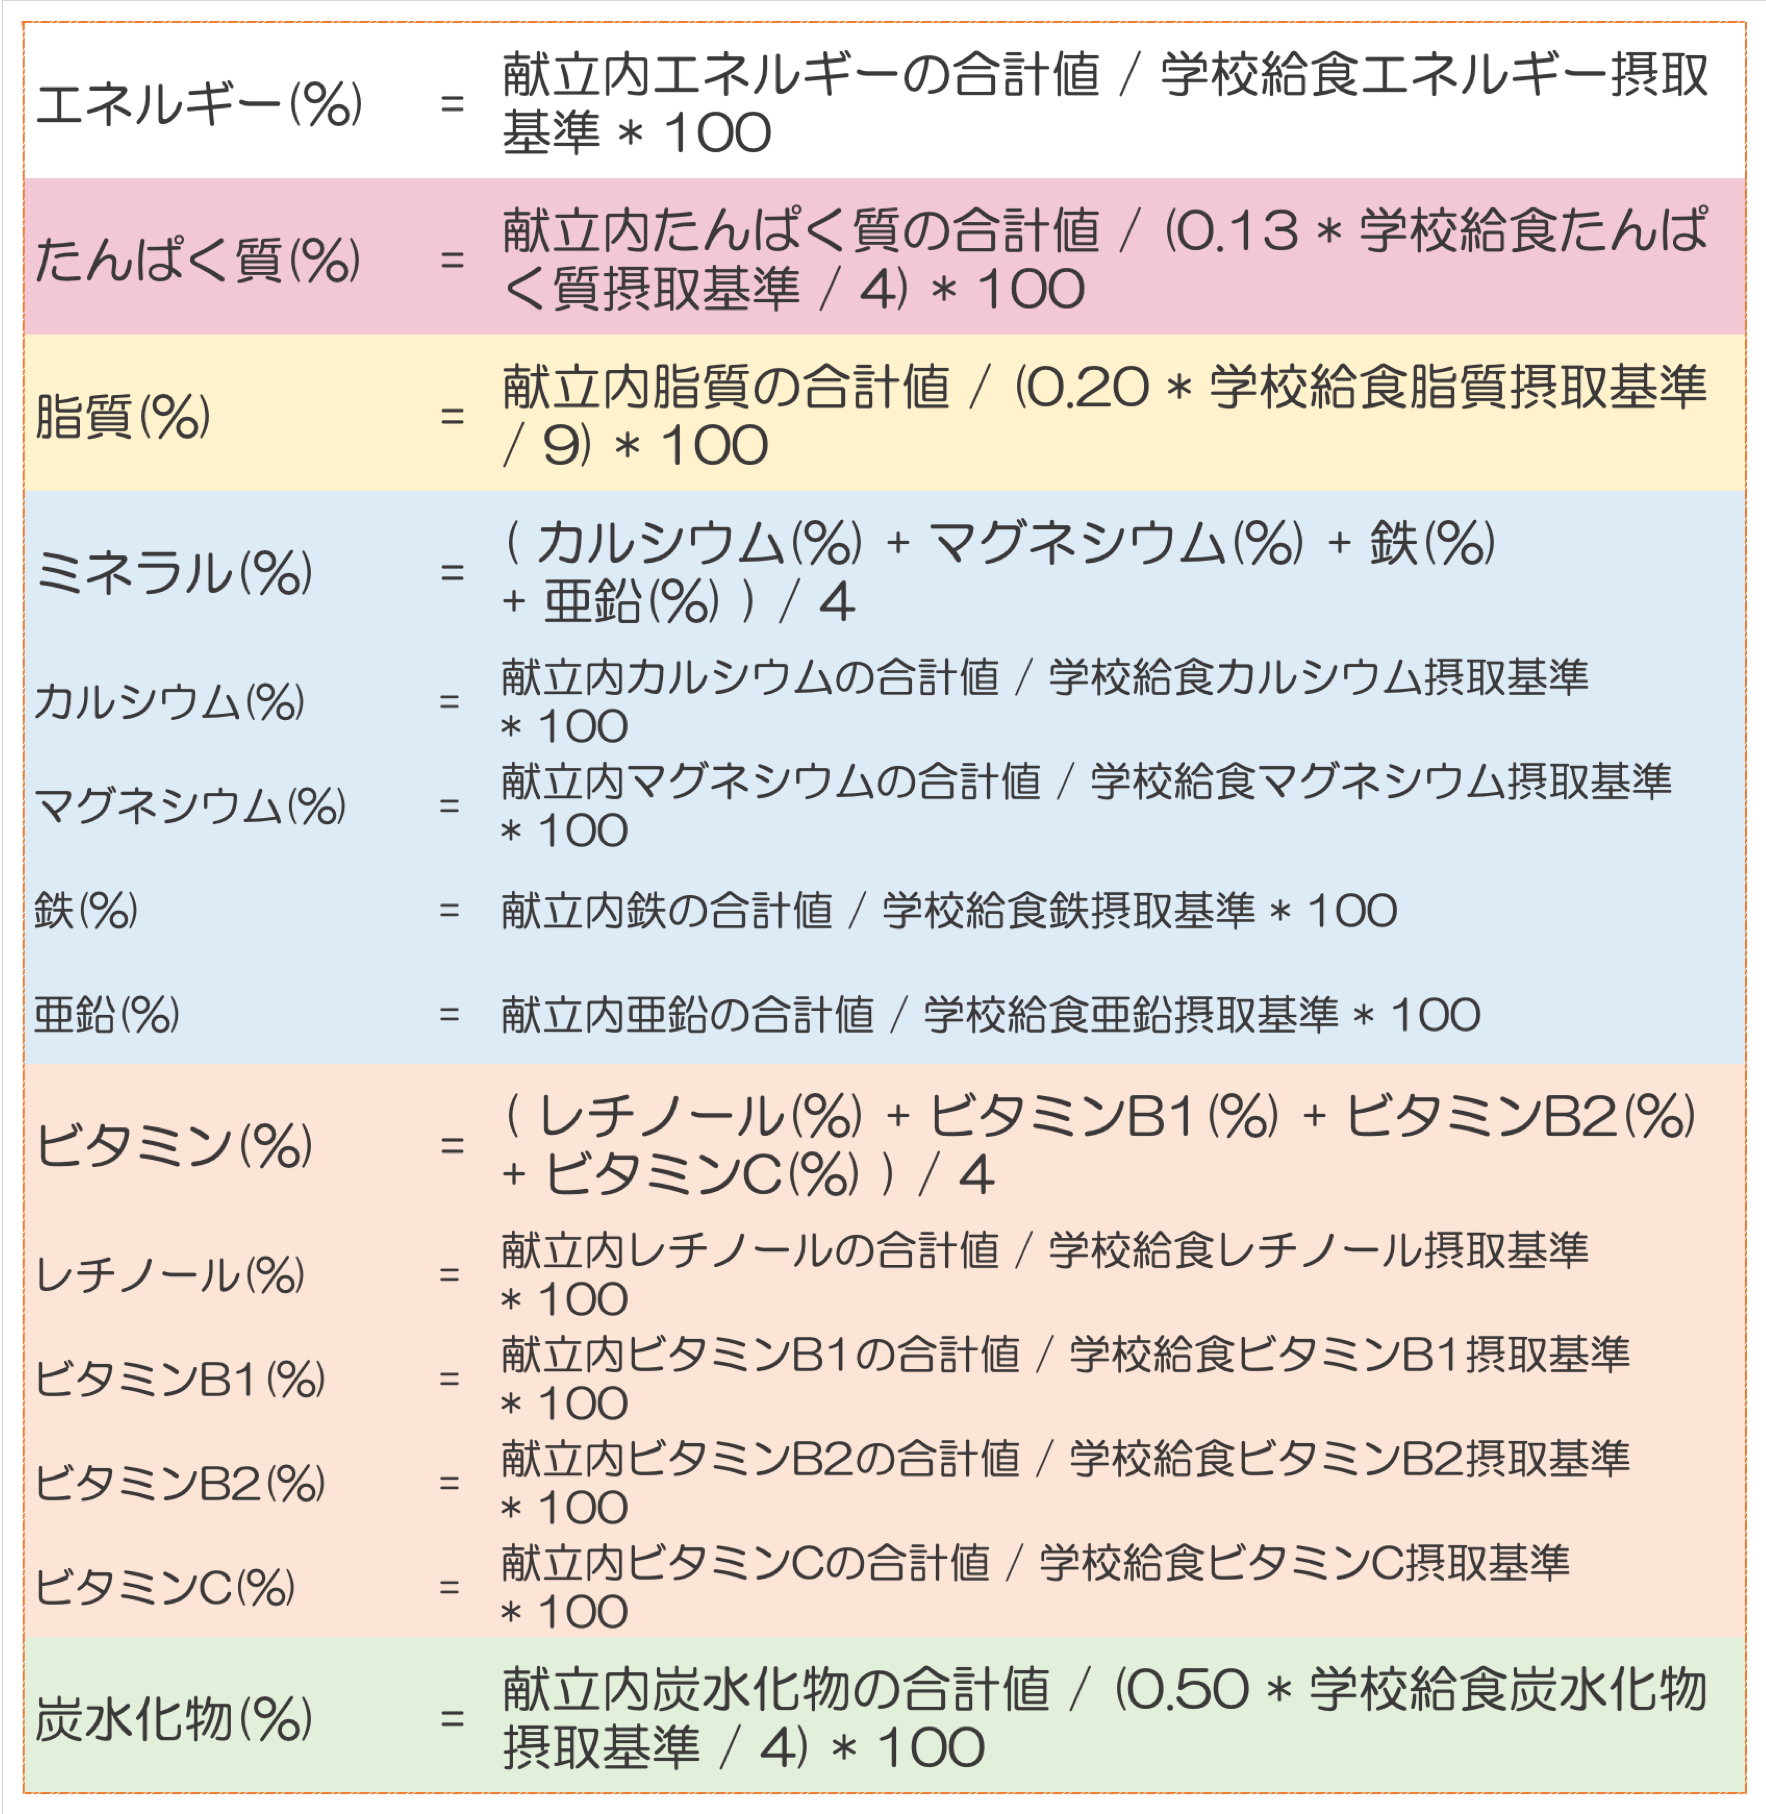 エネルギー(%) = 献立内エネルギーの合計値 / 学校給食エネルギー摂取
基準 * 100
たんぱく質(%) = 献立内たんぱく質の合計値 / (0.13 * 学校給食たんぱ
く質摂取基準 / 4) * 100
脂質(%) = 献立内脂質の合計値 / (0.20 * 学校給食脂質摂取基準
/ 9) * 100
ミネラル(%) = ( カルシウム(%) + マグネシウム(%) + 鉄(%)
+ 亜鉛(%) ) / 4
カルシウム(%) = 献立内カルシウムの合計値 / 学校給食カルシウム摂取基準
* 100
マグネシウム(%) = 献立内マグネシウムの合計値 / 学校給食マグネシウム摂取基準
* 100
鉄(%) = 献立内鉄の合計値 / 学校給食鉄摂取基準 * 100
亜鉛(%) = 献立内亜鉛の合計値 / 学校給食亜鉛摂取基準 * 100
ビタミン(%) = ( レチノール(%) + ビタミンB1(%) + ビタミンB2(%)
+ ビタミンC(%) ) / 4
レチノール(%) = 献立内レチノールの合計値 / 学校給食レチノール摂取基準
* 100
ビタミンB1(%) = 献立内ビタミンB1の合計値 / 学校給食ビタミンB1摂取基準
* 100
ビタミンB2(%) = 献立内ビタミンB2の合計値 / 学校給食ビタミンB2摂取基準
* 100
ビタミンC(%) = 献立内ビタミンCの合計値 / 学校給食ビタミンC摂取基準
* 100
炭水化物(%) = 献立内炭水化物の合計値 / (0.50 * 学校給食炭水化物
摂取基準 / 4) * 100